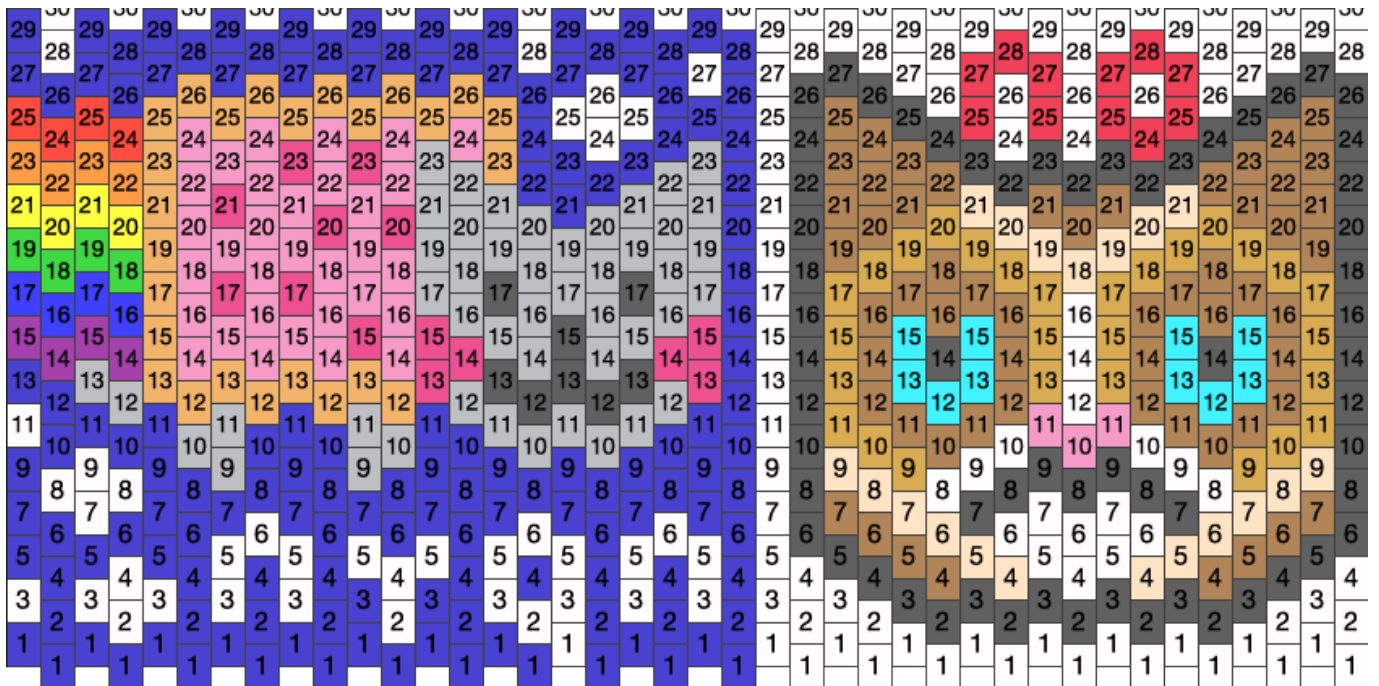 29 29 29 29 29 29 29 29 29 29 29 29 29 29 29 29 29 29 29 29
28 28 28 28 28 28 28 28 28 28 28 28 28 28 28 28 28 28 28 28
27 27 27 27 27 27 27 27 27 27 27 27 27 27 27 27 27 27 27 27
26 26 26 26 26 26 26 26 26 26 26 26 26 26 26 26 26 26 26 26
25 25 25 25 25 25 25 25 25 25 25 25 25 25 25 25 25 25 25 25
24 24 24 24 24 24 24 24 24 24 24 24 24 24 24 24 24 24 24 24
23 23 23 23 23 23 23 23 23 23 23 23 23 23 23 23 23 23 23 23
22 22 22 22 22 22 22 22 22 22 22 22 22 22 22 22 22 22 22 22
21 21 21 21 21 21 21 21 21 21 21 21 21 21 21 21 21 21 21 21
20 20 20 20 20 20 20 20 20 20 20 20 20 20 20 20 20 20 20 20
19 19 19 19 19 19 19 19 19 19 19 19 19 19 19 19 19 19 19 19
18 18 18 18 18 18 18 18 18 18 18 18 18 18 18 18 18 18 18 18
17 17 17 17 17 17 17 17 17 17 17 17 17 17 17 17 17 17 17 17
16 16 16 16 16 16 16 16 16 16 16 16 16 16 16 16 16 16 16 16
15 15 15 15 15 15 15 15 15 15 15 15 15 15 15 15 15 15 15 15
14 14 14 14 14 14 14 14 14 14 14 14 14 14 14 14 14 14 14 14
13 13 13 13 13 13 13 13 13 13 13 13 13 13 13 13 13 13 13 13
12 12 12 12 12 12 12 12 12 12 12 12 12 12 12 12 12 12 12 12
11 11 11 11 11 11 11 11 11 11 11 11 11 11 11 11 11 11 11 11
10 10 10 10 10 10 10 10 10 10 10 10 10 10 10 10 10 10 10 10
9 9 9 9 9 9 9 9 9 9 9 9 9 9 9 9 9 9 9 9
8 8 8 8 8 8 8 8 8 8 8 8 8 8 8 8 8 8 8 8
7 7 7 7 7 7 7 7 7 7 7 7 7 7 7 7 7 7 7 7
6 6 6 6 6 6 6 6 6 6 6 6 6 6 6 6 6 6 6 6
5 5 5 5 5 5 5 5 5 5 5 5 5 5 5 5 5 5 5 5
4 4 4 4 4 4 4 4 4 4 4 4 4 4 4 4 4 4 4 4
3 3 3 3 3 3 3 3 3 3 3 3 3 3 3 3 3 3 3 3
2 2 2 2 2 2 2 2 2 2 2 2 2 2 2 2 2 2 2 2
1 1 1 1 1 1 1 1 1 1 1 1 1 1 1 1 1 1 1 1
1 1 1 1 1 1 1 1 1 1 1 1 1 1 1 1 1 1 1 1